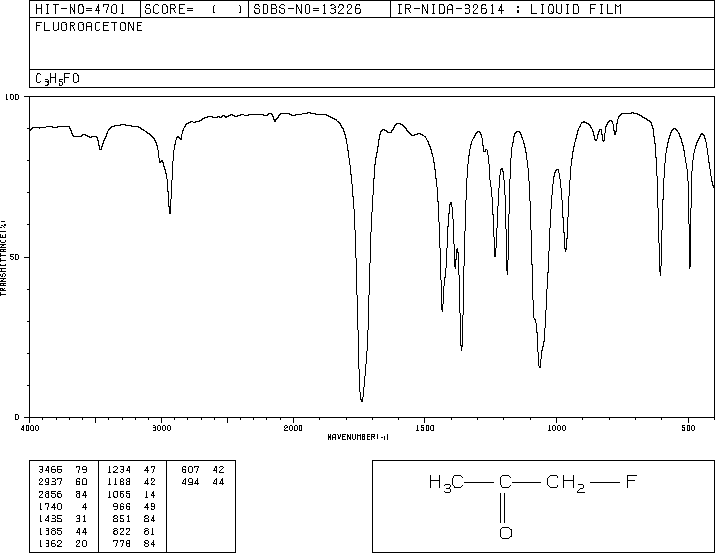 HIT-NO=4701 SCORE= ( ) SDBS-NO=13226 IR-NIDA-32614 : LIQUID FILM
FLUOROACETONE
C3H5FO
100
50
0
TRANSMITTANCE(%)
4000 3000 2000 1500 1000 500
WAVENUMBER(-1)
3466 79 1234 47 607 42
2937 60 1188 42 494 44
2856 84 1065 14
1740 4 966 49
1435 31 851 84
1385 44 822 81
1362 20 778 84
H3C C CH2 F
O